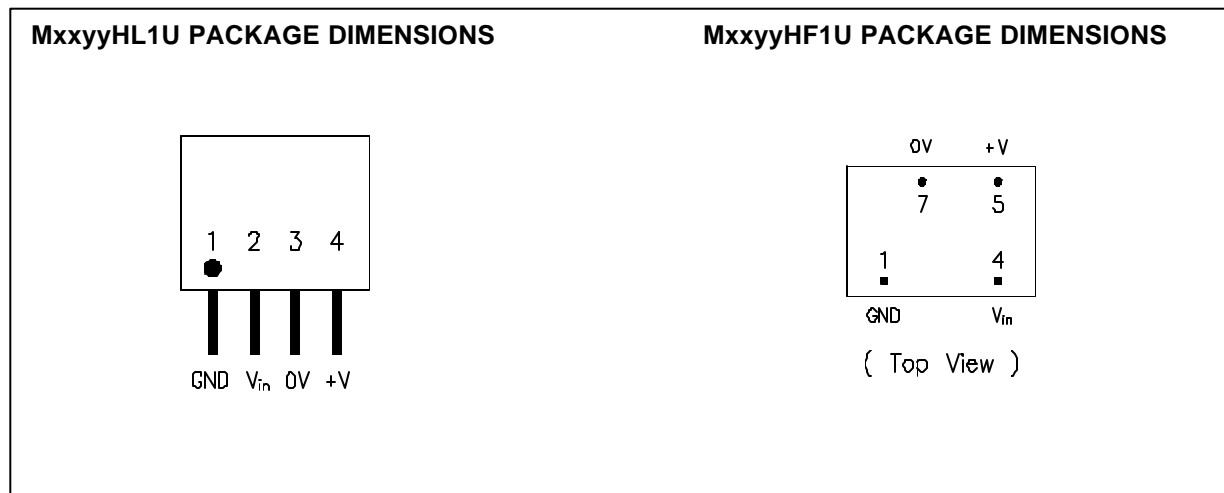 MxxyyHL1U PACKAGE DIMENSIONS
1 2 3 4
GND Vin 0V +V
MxxyyHF1U PACKAGE DIMENSIONS
0V +V
7 5
1 4
GND Vin
( Top View )